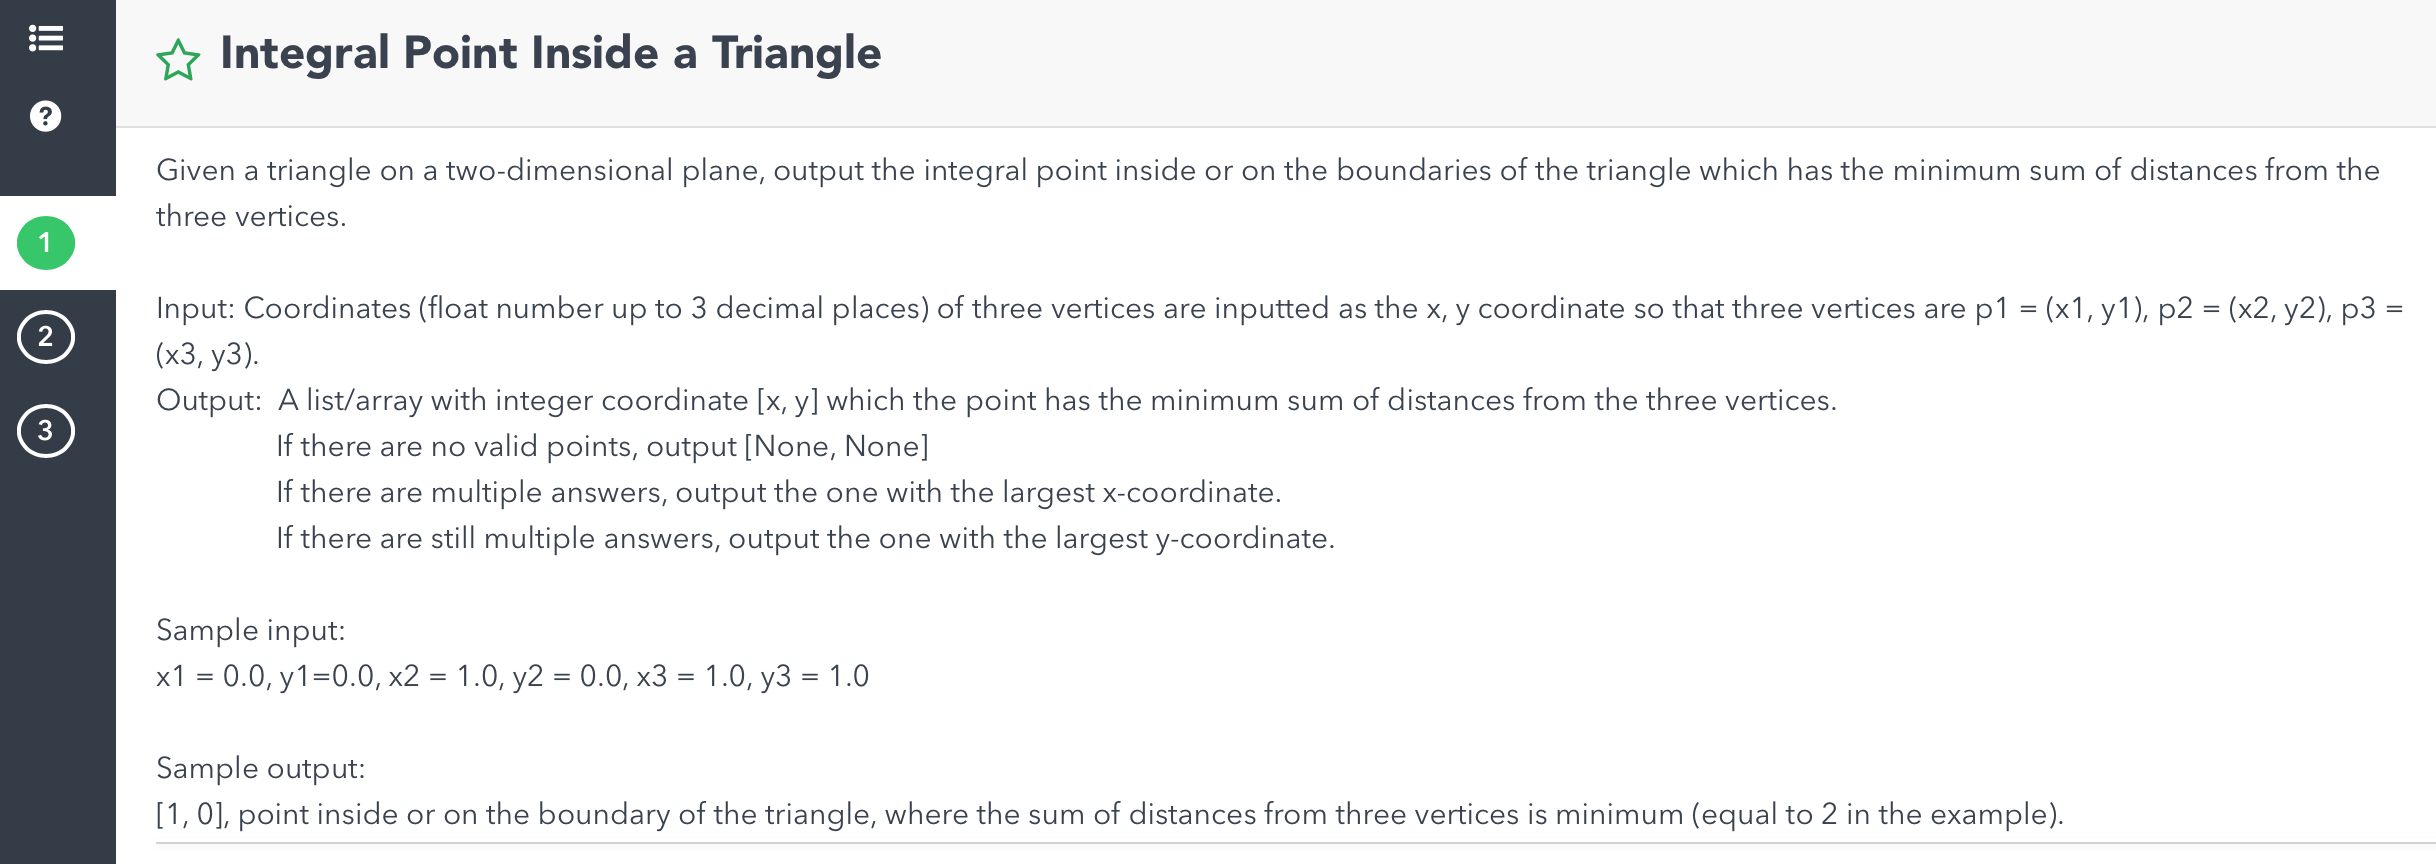 Integral Point Inside a Triangle
?
Given a triangle on a two-dimensional plane, output the integral point inside or on the boundaries of the triangle which has the minimum sum of distances from the
three vertices.
1
Input: Coordinates (float number up to 3 decimal places) of three vertices are inputted as the x, y coordinate so that three vertices are p1 = (x1, y1), p2 = (x2, y2), p3 =
2
(x3, y3).
Output:  A list/array with integer coordinate [x, y] which the point has the minimum sum of distances from the three vertices.
3
If there are no valid points, output [None, None]
If there are multiple answers, output the one with the largest x-coordinate.
If there are still multiple answers, output the one with the largest y-coordinate.
Sample input:
x1 = 0.0, y1=0.0, x2 = 1.0, y2 = 0.0, x3 = 1.0, y3 = 1.0
Sample output:
[1, 0], point inside or on the boundary of the triangle, where the sum of distances from three vertices is minimum (equal to 2 in the example).